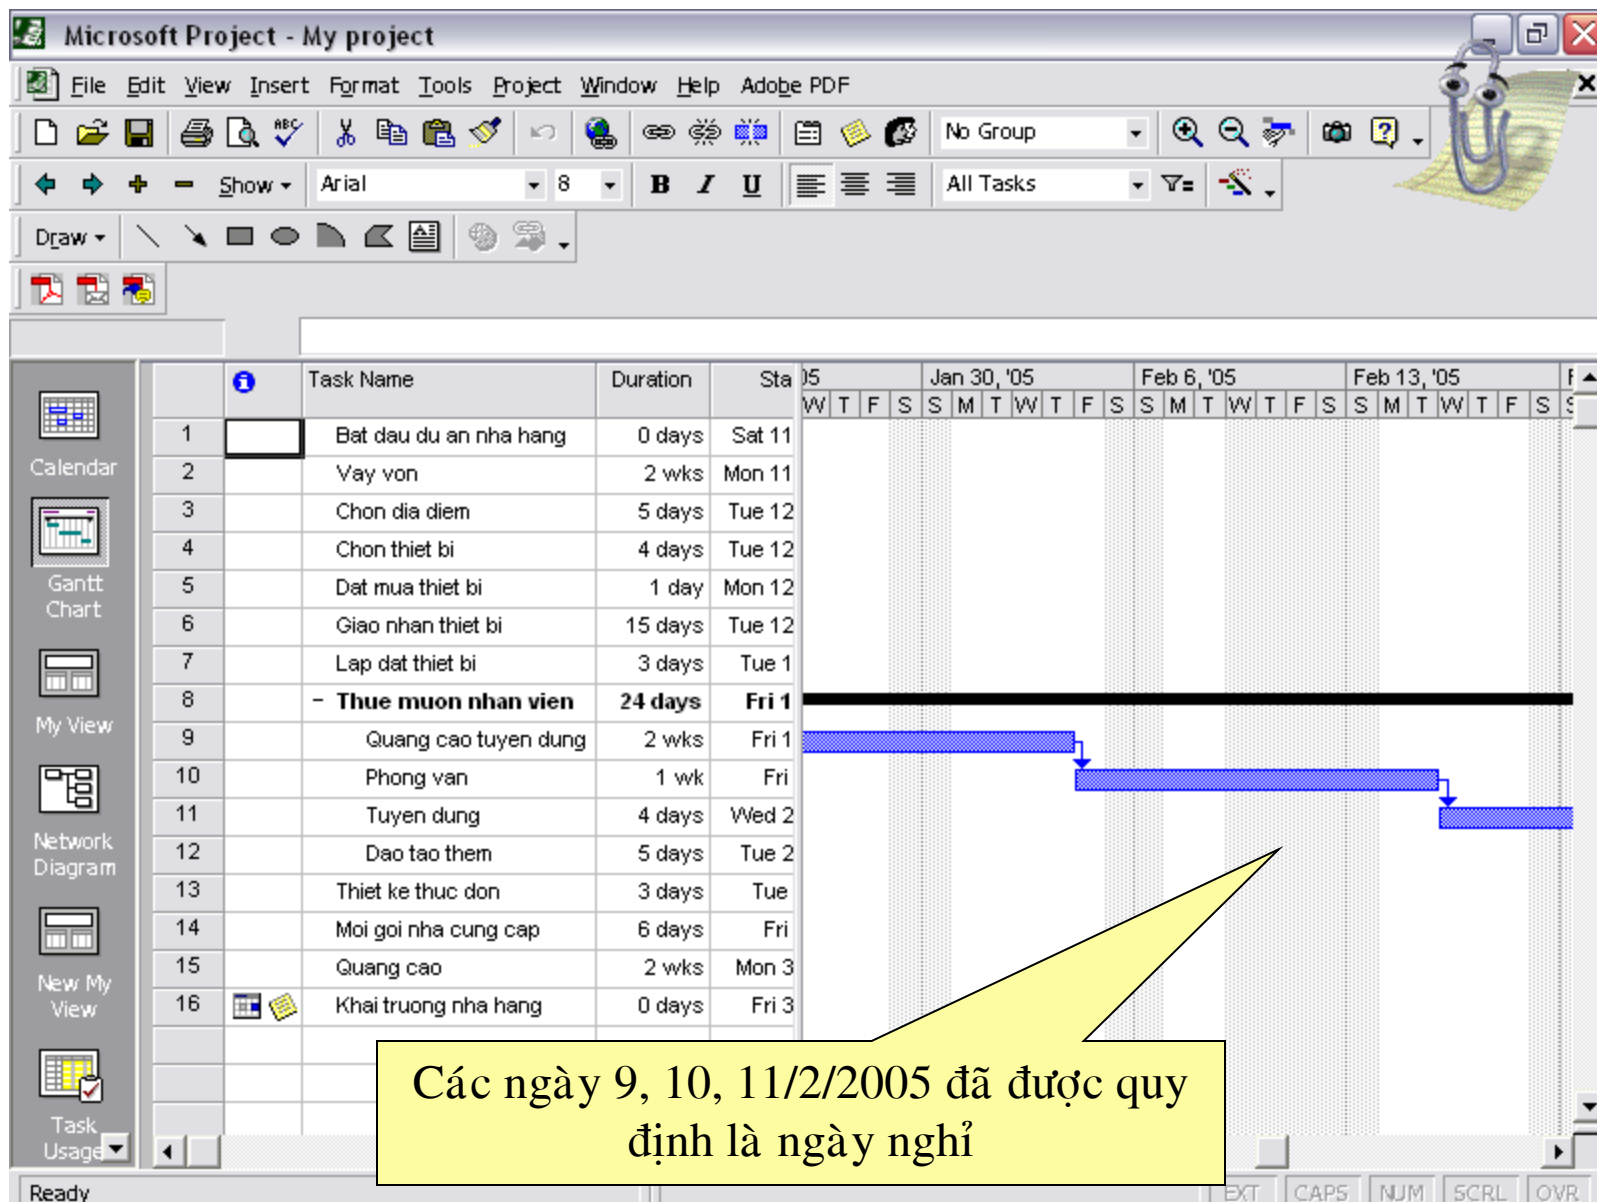 Microsoft Project - My project
File Edit View Insert Format Tools Project Window Help Adobe PDF
ABC No Group
Show Arial 8 B I U All Tasks
Draw
Task Name Duration Sta 05 Jan 30, '05 Feb 6, '05 Feb 13, '05 F
W T F S S M T W T F S S M T W T F S S M T W T F S S
1 Bat dau du an nha hang 0 days Sat 11
Calendar
2 Vay von 2 wks Mon 11
3 Chon dia diem 5 days Tue 12
4 Chon thiet bi 4 days Tue 12
Gantt
Chart
5 Dat mua thiet bi 1 day Mon 12
6 Giao nhan thiet bi 15 days Tue 12
7 Lap dat thiet bi 3 days Tue 1
8 − Thue muon nhan vien 24 days Fri 1
My View
9 Quang cao tuyen dung 2 wks Fri 1
10 Phong van 1 wk Fri
11 Tuyen dung 4 days Wed 2
Network
Diagram
12 Dao tao them 5 days Tue 2
13 Thiet ke thuc don 3 days Tue
14 Moi goi nha cung cap 6 days Fri
15 Quang cao 2 wks Mon 3
New My
View
16 Khai truong nha hang 0 days Fri 3
Các ngày 9, 10, 11/2/2005 đã được quy
định là ngày nghỉ
Task
Usage
Ready EXT CAPS NUM SCRL OVR